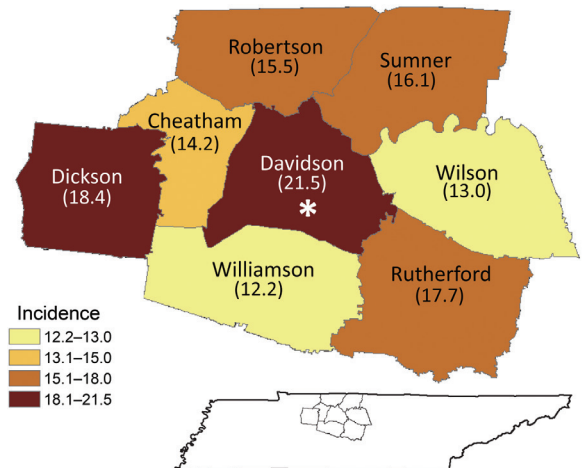 Robertson
(15.5)
Sumner
(16.1)
Cheatham
(14.2)
Dickson
(18.4)
Davidson
(21.5)
*
Wilson
(13.0)
Williamson
(12.2)
Rutherford
(17.7)
Incidence
12.2–13.0
13.1–15.0
15.1–18.0
18.1–21.5